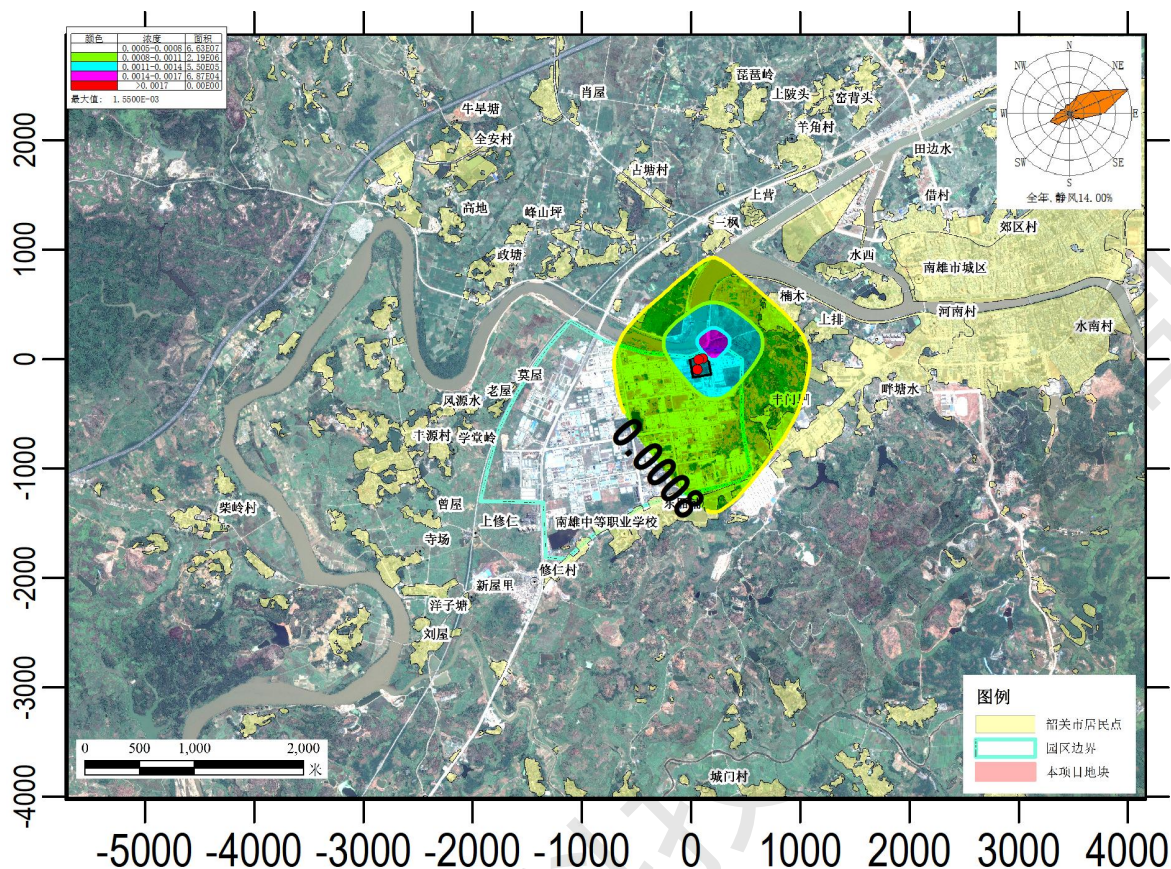 颜色 浓度 面积
0.0005-0.0008 6.63E07
0.0008-0.0011 2.19E06
0.0011-0.0014 5.50E05
0.0014-0.0017 6.87E04
>0.0017 0.00E00
最大值: 1.5500E-03
N
NW NE
W E
SW SE
S
全年,静风14.00%
肖屋
琵琶岭
上陂头 窑背头
牛旱塘
全安村
羊角村
田边水
占塘村
上营
借村
高地
峰山坪
一枫
郊区村
政塘
水西
南雄市城区
楠木
上排
河南村
水南村
莫屋
老屋
风源水
畔塘水
丰源村 学堂岭
0.0008
柴岭村
曾屋
上修仁
南雄中等职业学校
寺场
修仁村
新屋里
洋子塘
刘屋
城门村
图例
韶关市居民点
园区边界
本项目地块
0 500 1,000 2,000
米
2000
1000
0
-1000
-2000
-3000
-4000
-5000 -4000 -3000 -2000 -1000 0 1000 2000 3000 4000